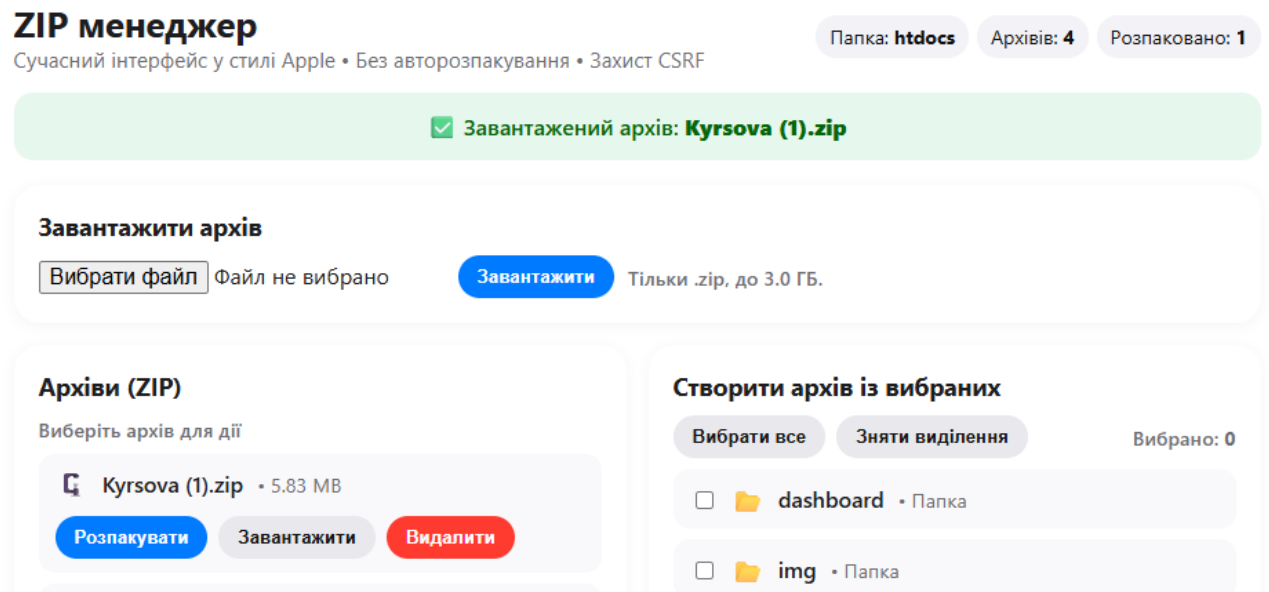 ZIP менеджер
Сучасний інтерфейс у стилі Apple • Без авторозпакування • Захист CSRF
Папка: htdocs
Архівів: 4
Розпаковано: 1
✅ Завантажений архів: Kyrsova (1).zip
Завантажити архів
Вибрати файл Файл не вибрано
Завантажити
Тільки .zip, до 3.0 ГБ.
Архіви (ZIP)
Виберіть архів для дії
Kyrsova (1).zip • 5.83 MB
Розпакувати
Завантажити
Видалити
Створити архів із вибраних
Вибрати все
Зняти виділення
Вибрано: 0
dashboard • Папка
img • Папка